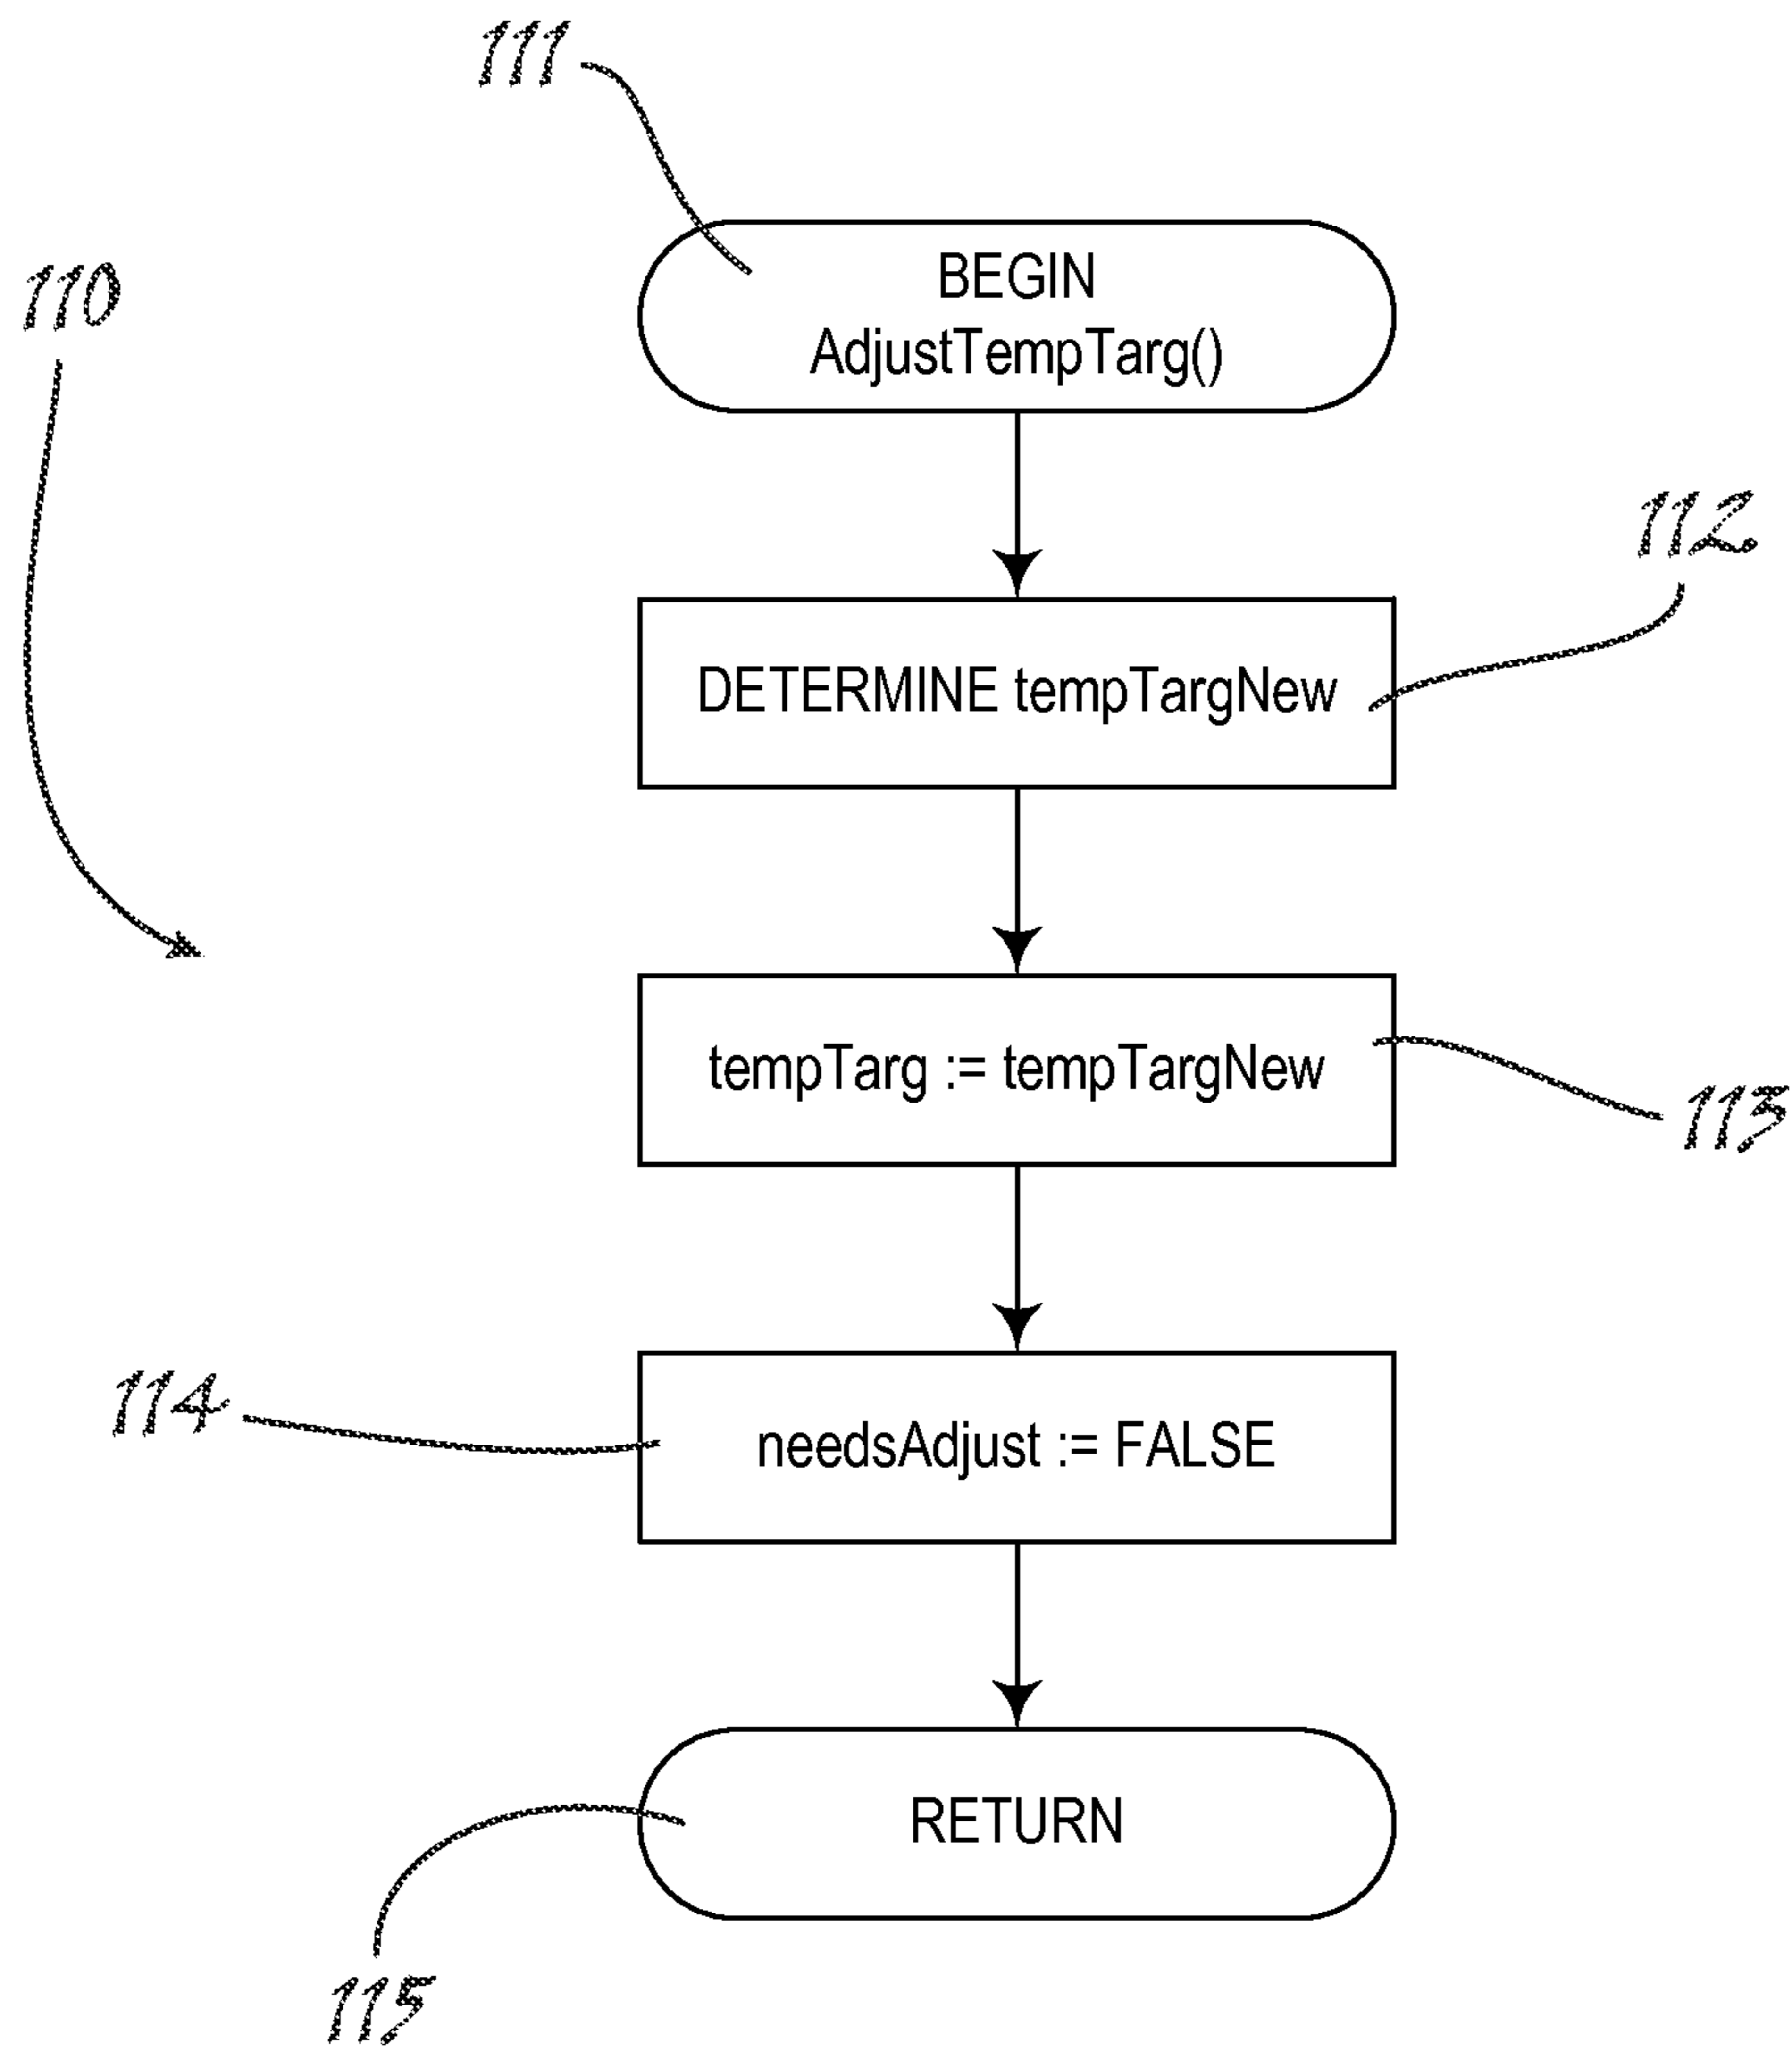 111
110
BEGIN
AdjustTempTarg()
112
DETERMINE tempTargNew
tempTarg := tempTargNew
113
114
needsAdjust := FALSE
RETURN
115